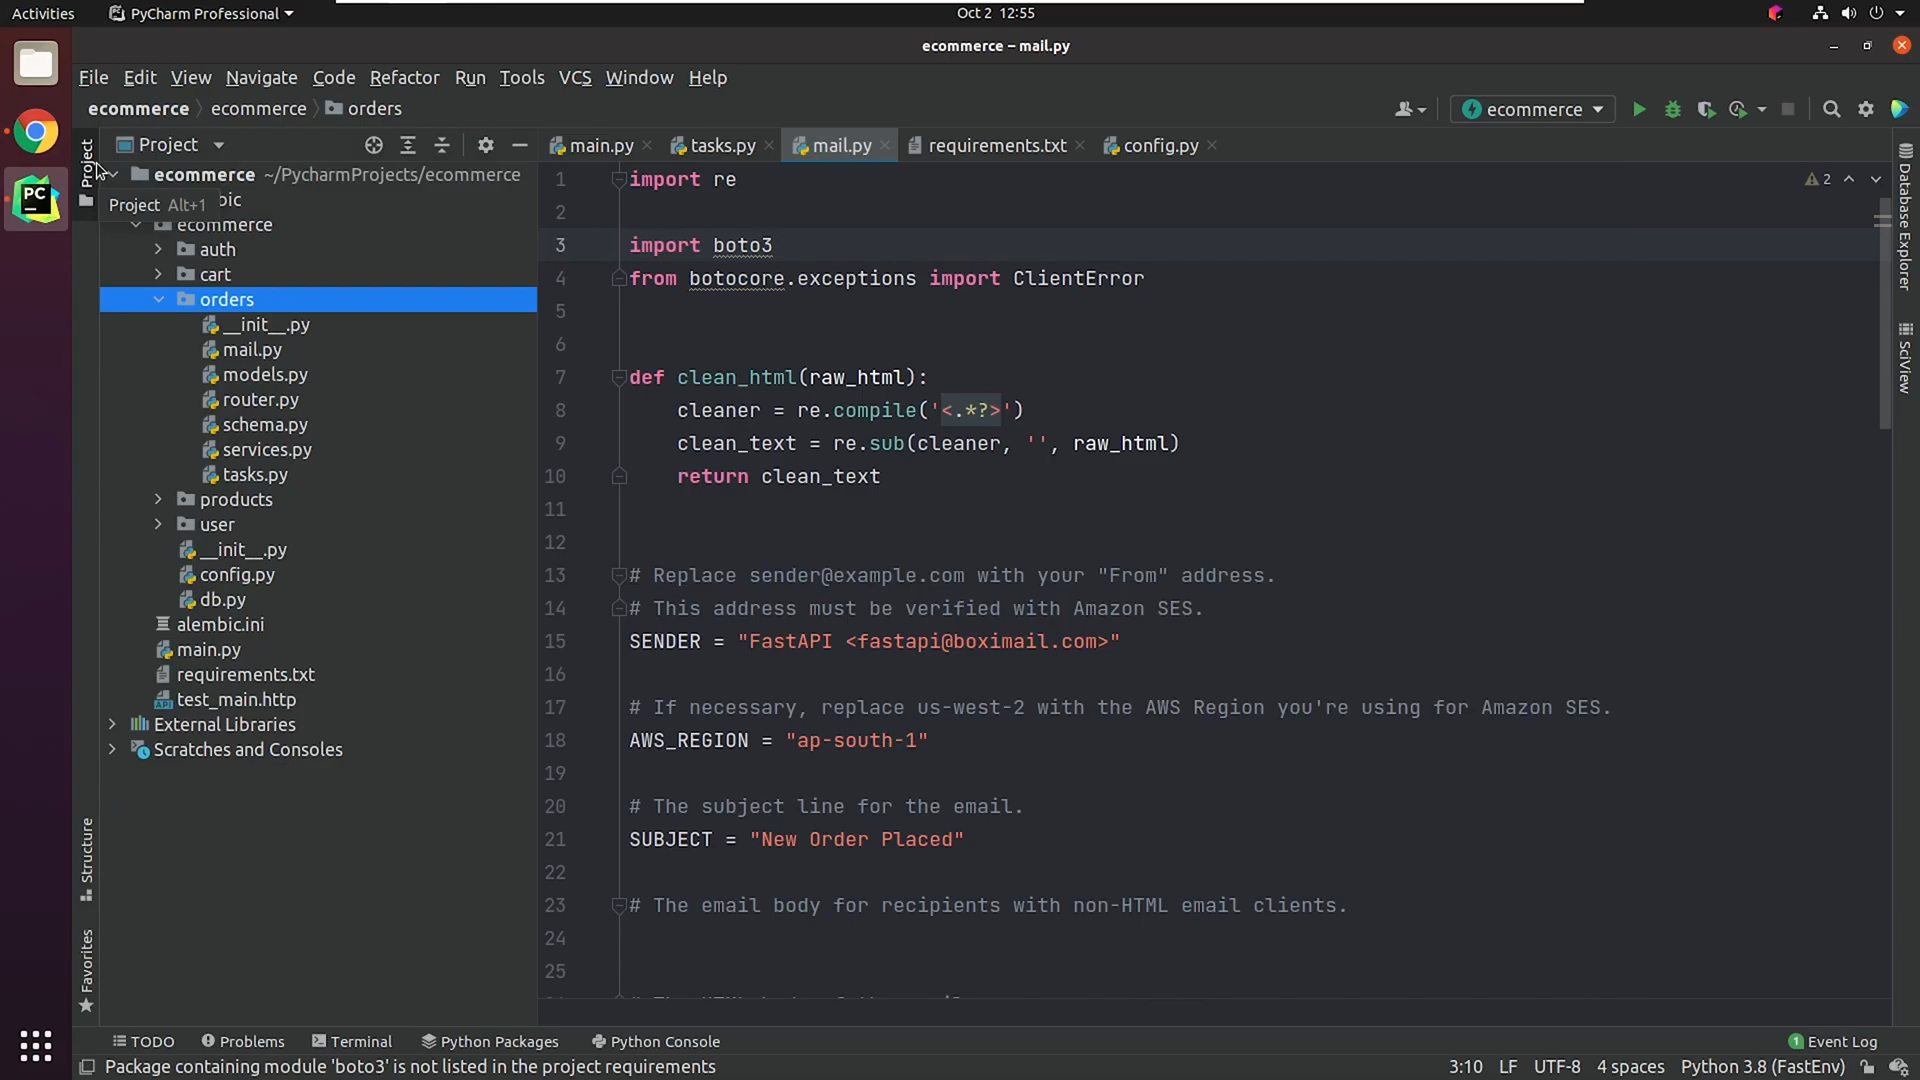 Activities PyCharm Professional Oct 2 12:55
ecommerce – mail.py
File Edit View Navigate Code Refactor Run Tools VCS Window Help
ecommerce ecommerce orders ecommerce
Project Project main.py tasks.py mail.py requirements.txt config.py
ecommerce ~/PycharmProjects/ecommerce
Project Alt+1
ecommerce
auth
cart
orders
__init__.py
mail.py
models.py
router.py
schema.py
services.py
tasks.py
products
user
__init__.py
config.py
db.py
alembic.ini
main.py
requirements.txt
test_main.http
External Libraries
Scratches and Consoles
Structure
Favorites
1 import re
2
3 import boto3
4 from botocore.exceptions import ClientError
5
6
7 def clean_html(raw_html):
8 cleaner = re.compile('<.*?>')
9 clean_text = re.sub(cleaner, '', raw_html)
10 return clean_text
11
12
13 # Replace sender@example.com with your "From" address.
14 # This address must be verified with Amazon SES.
15 SENDER = "FastAPI <fastapi@boximail.com>"
16
17 # If necessary, replace us-west-2 with the AWS Region you're using for Amazon SES.
18 AWS_REGION = "ap-south-1"
19
20 # The subject line for the email.
21 SUBJECT = "New Order Placed"
22
23 # The email body for recipients with non-HTML email clients.
24
25
2
Database Explorer
SciView
TODO Problems Terminal Python Packages Python Console 1 Event Log
Package containing module 'boto3' is not listed in the project requirements 3:10 LF UTF-8 4 spaces Python 3.8 (FastEnv)